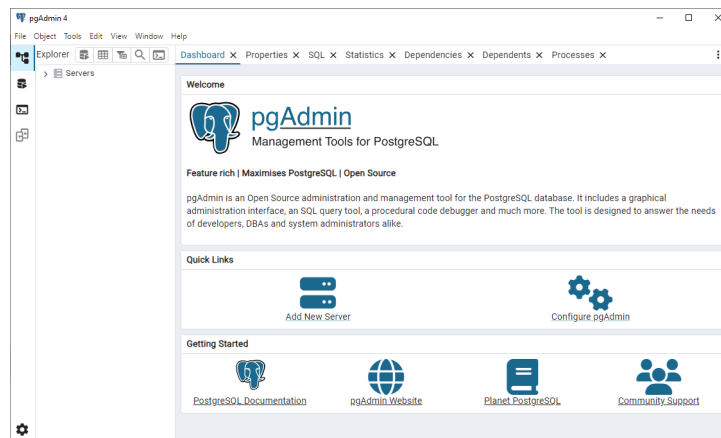 pgAdmin 4
File Object Tools Edit View Window Help
Explorer
Dashboard Properties SQL Statistics Dependencies Dependents Processes
Servers
Welcome
pgAdmin
Management Tools for PostgreSQL
Feature rich | Maximises PostgreSQL | Open Source
pgAdmin is an Open Source administration and management tool for the PostgreSQL database. It includes a graphical
administration interface, an SQL query tool, a procedural code debugger and much more. The tool is designed to answer the needs
of developers, DBAs and system administrators alike.
Quick Links
Add New Server
Configure pgAdmin
Getting Started
PostgreSQL Documentation
pgAdmin Website
Planet PostgreSQL
Community Support